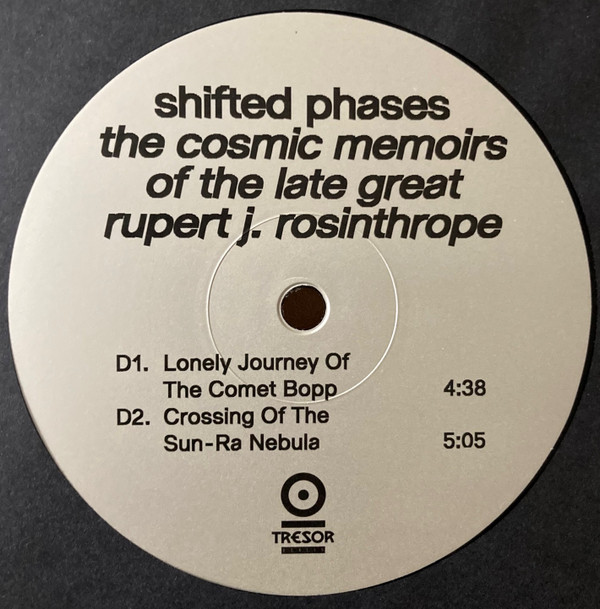 shifted phases
the cosmic memoirs
of the late great
rupert j. rosinthrope
D1. Lonely Journey Of
The Comet Bopp 4:38
D2. Crossing Of The
Sun-Ra Nebula 5:05
TRESOR